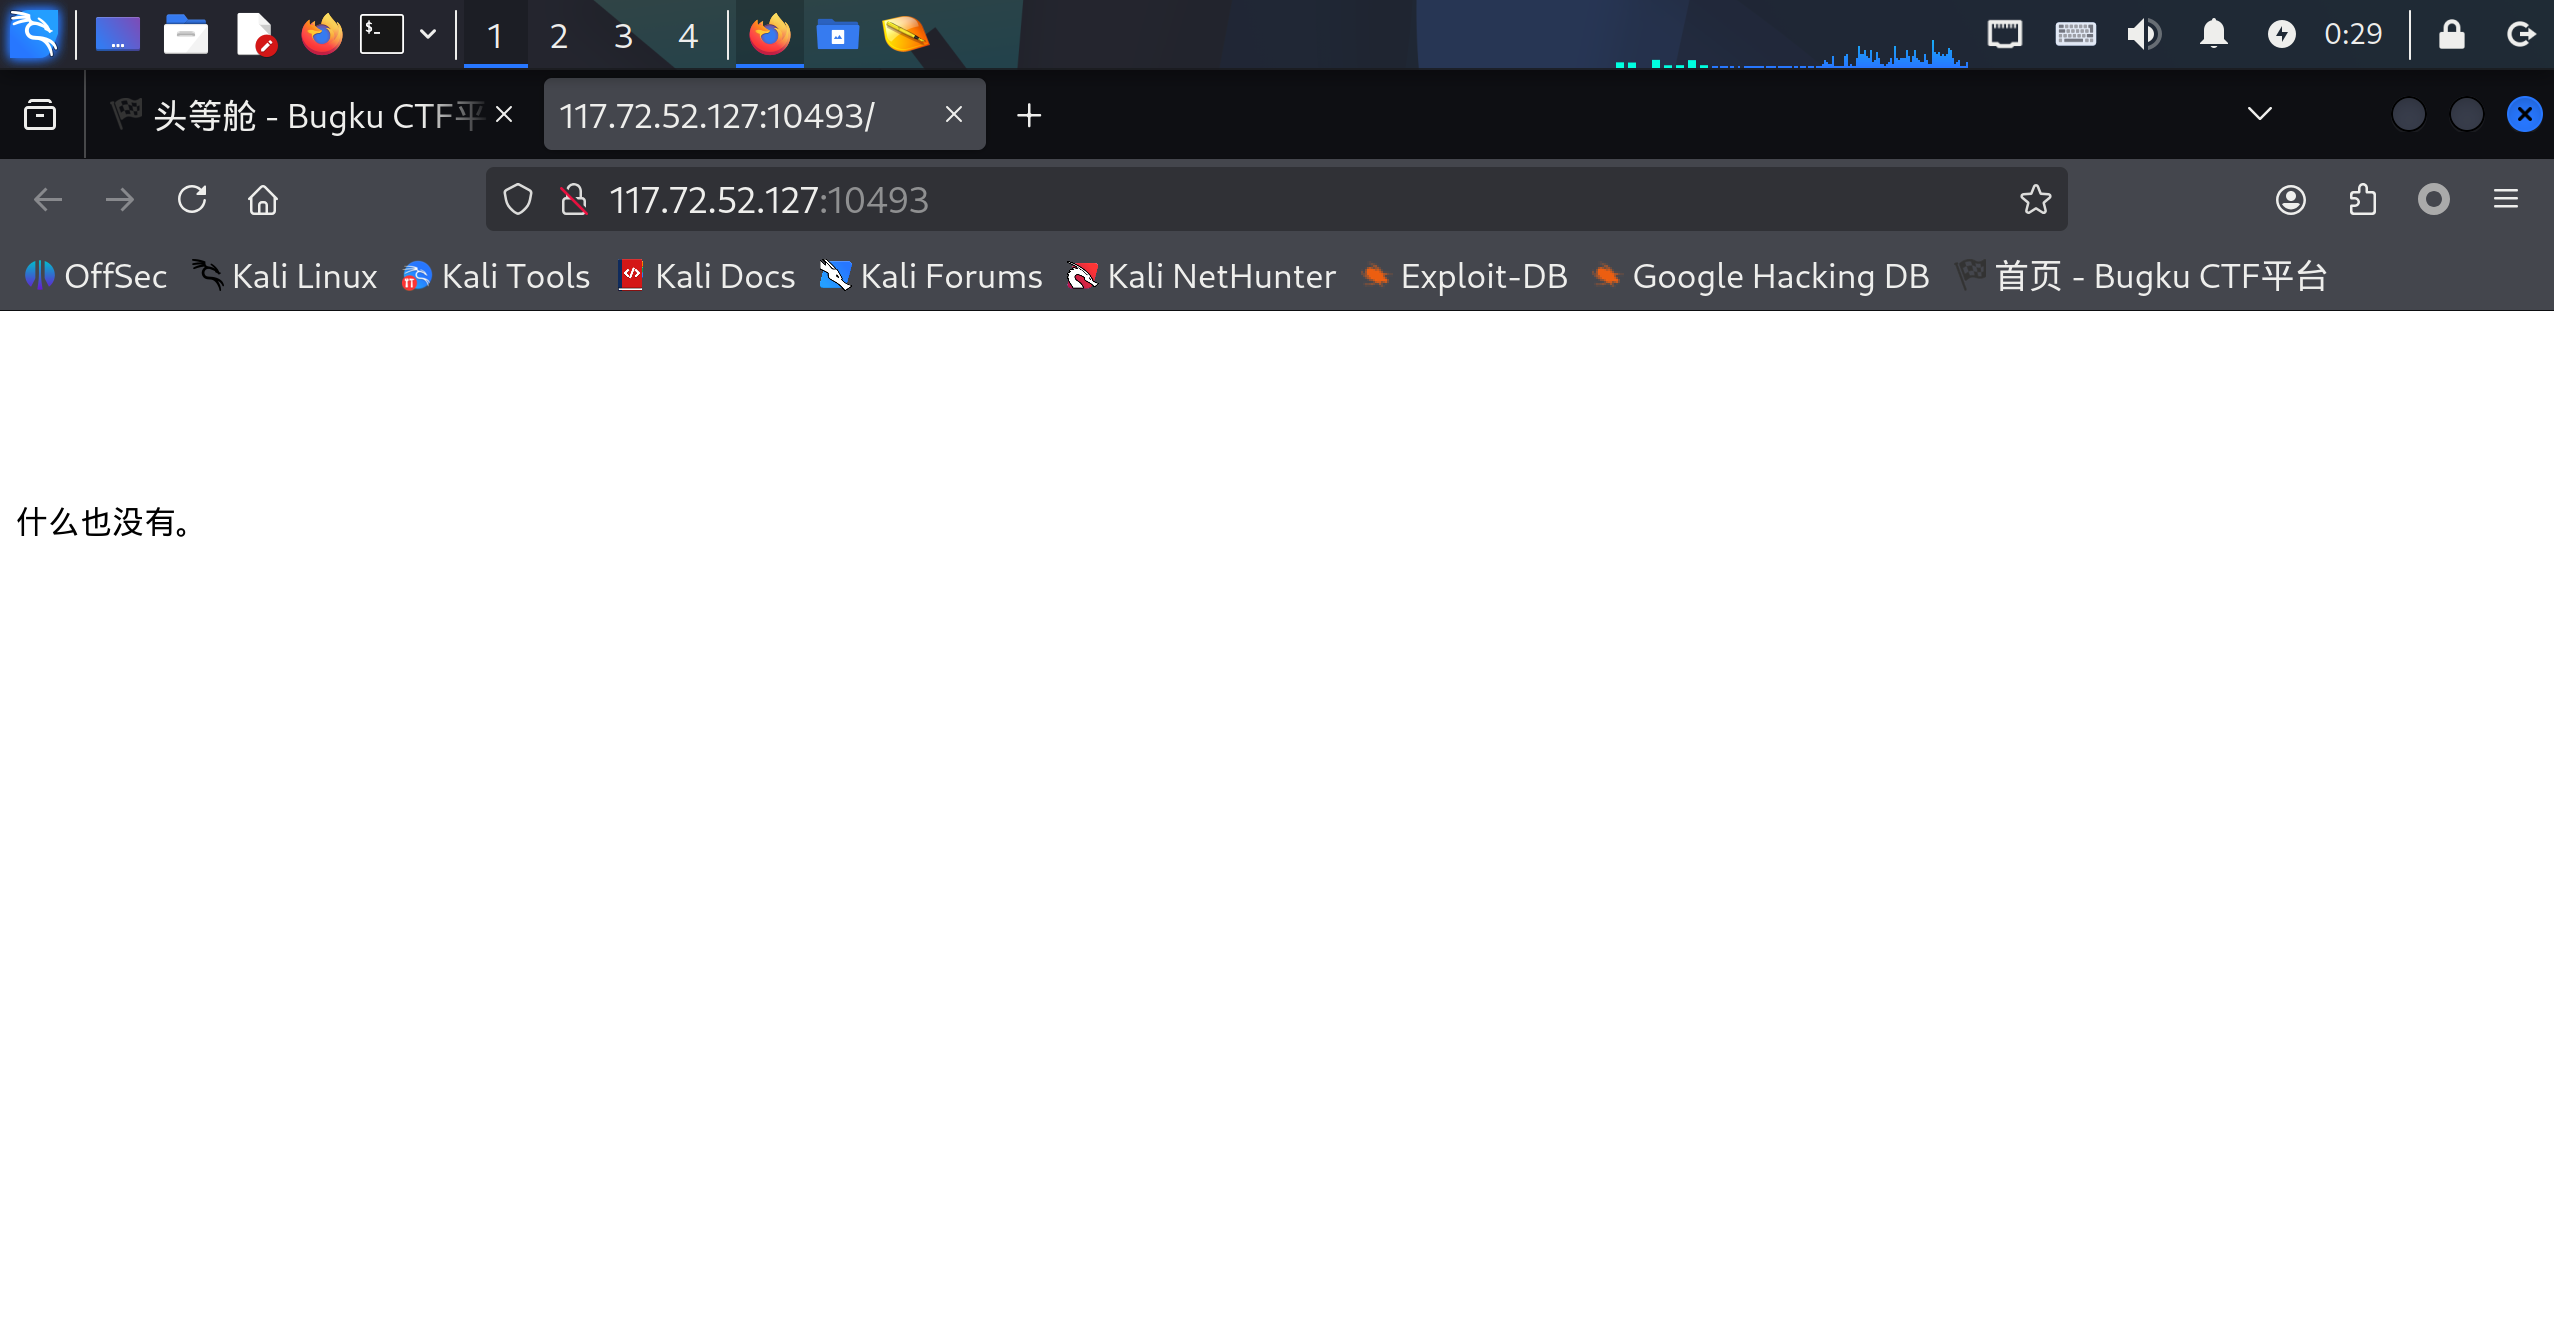 1 2 3 4 0:29
头等舱 - Bugku CTF平 117.72.52.127:10493/
117.72.52.127:10493
OffSec Kali Linux Kali Tools Kali Docs Kali Forums Kali NetHunter Exploit-DB Google Hacking DB 首页 - Bugku CTF平台
什么也没有。